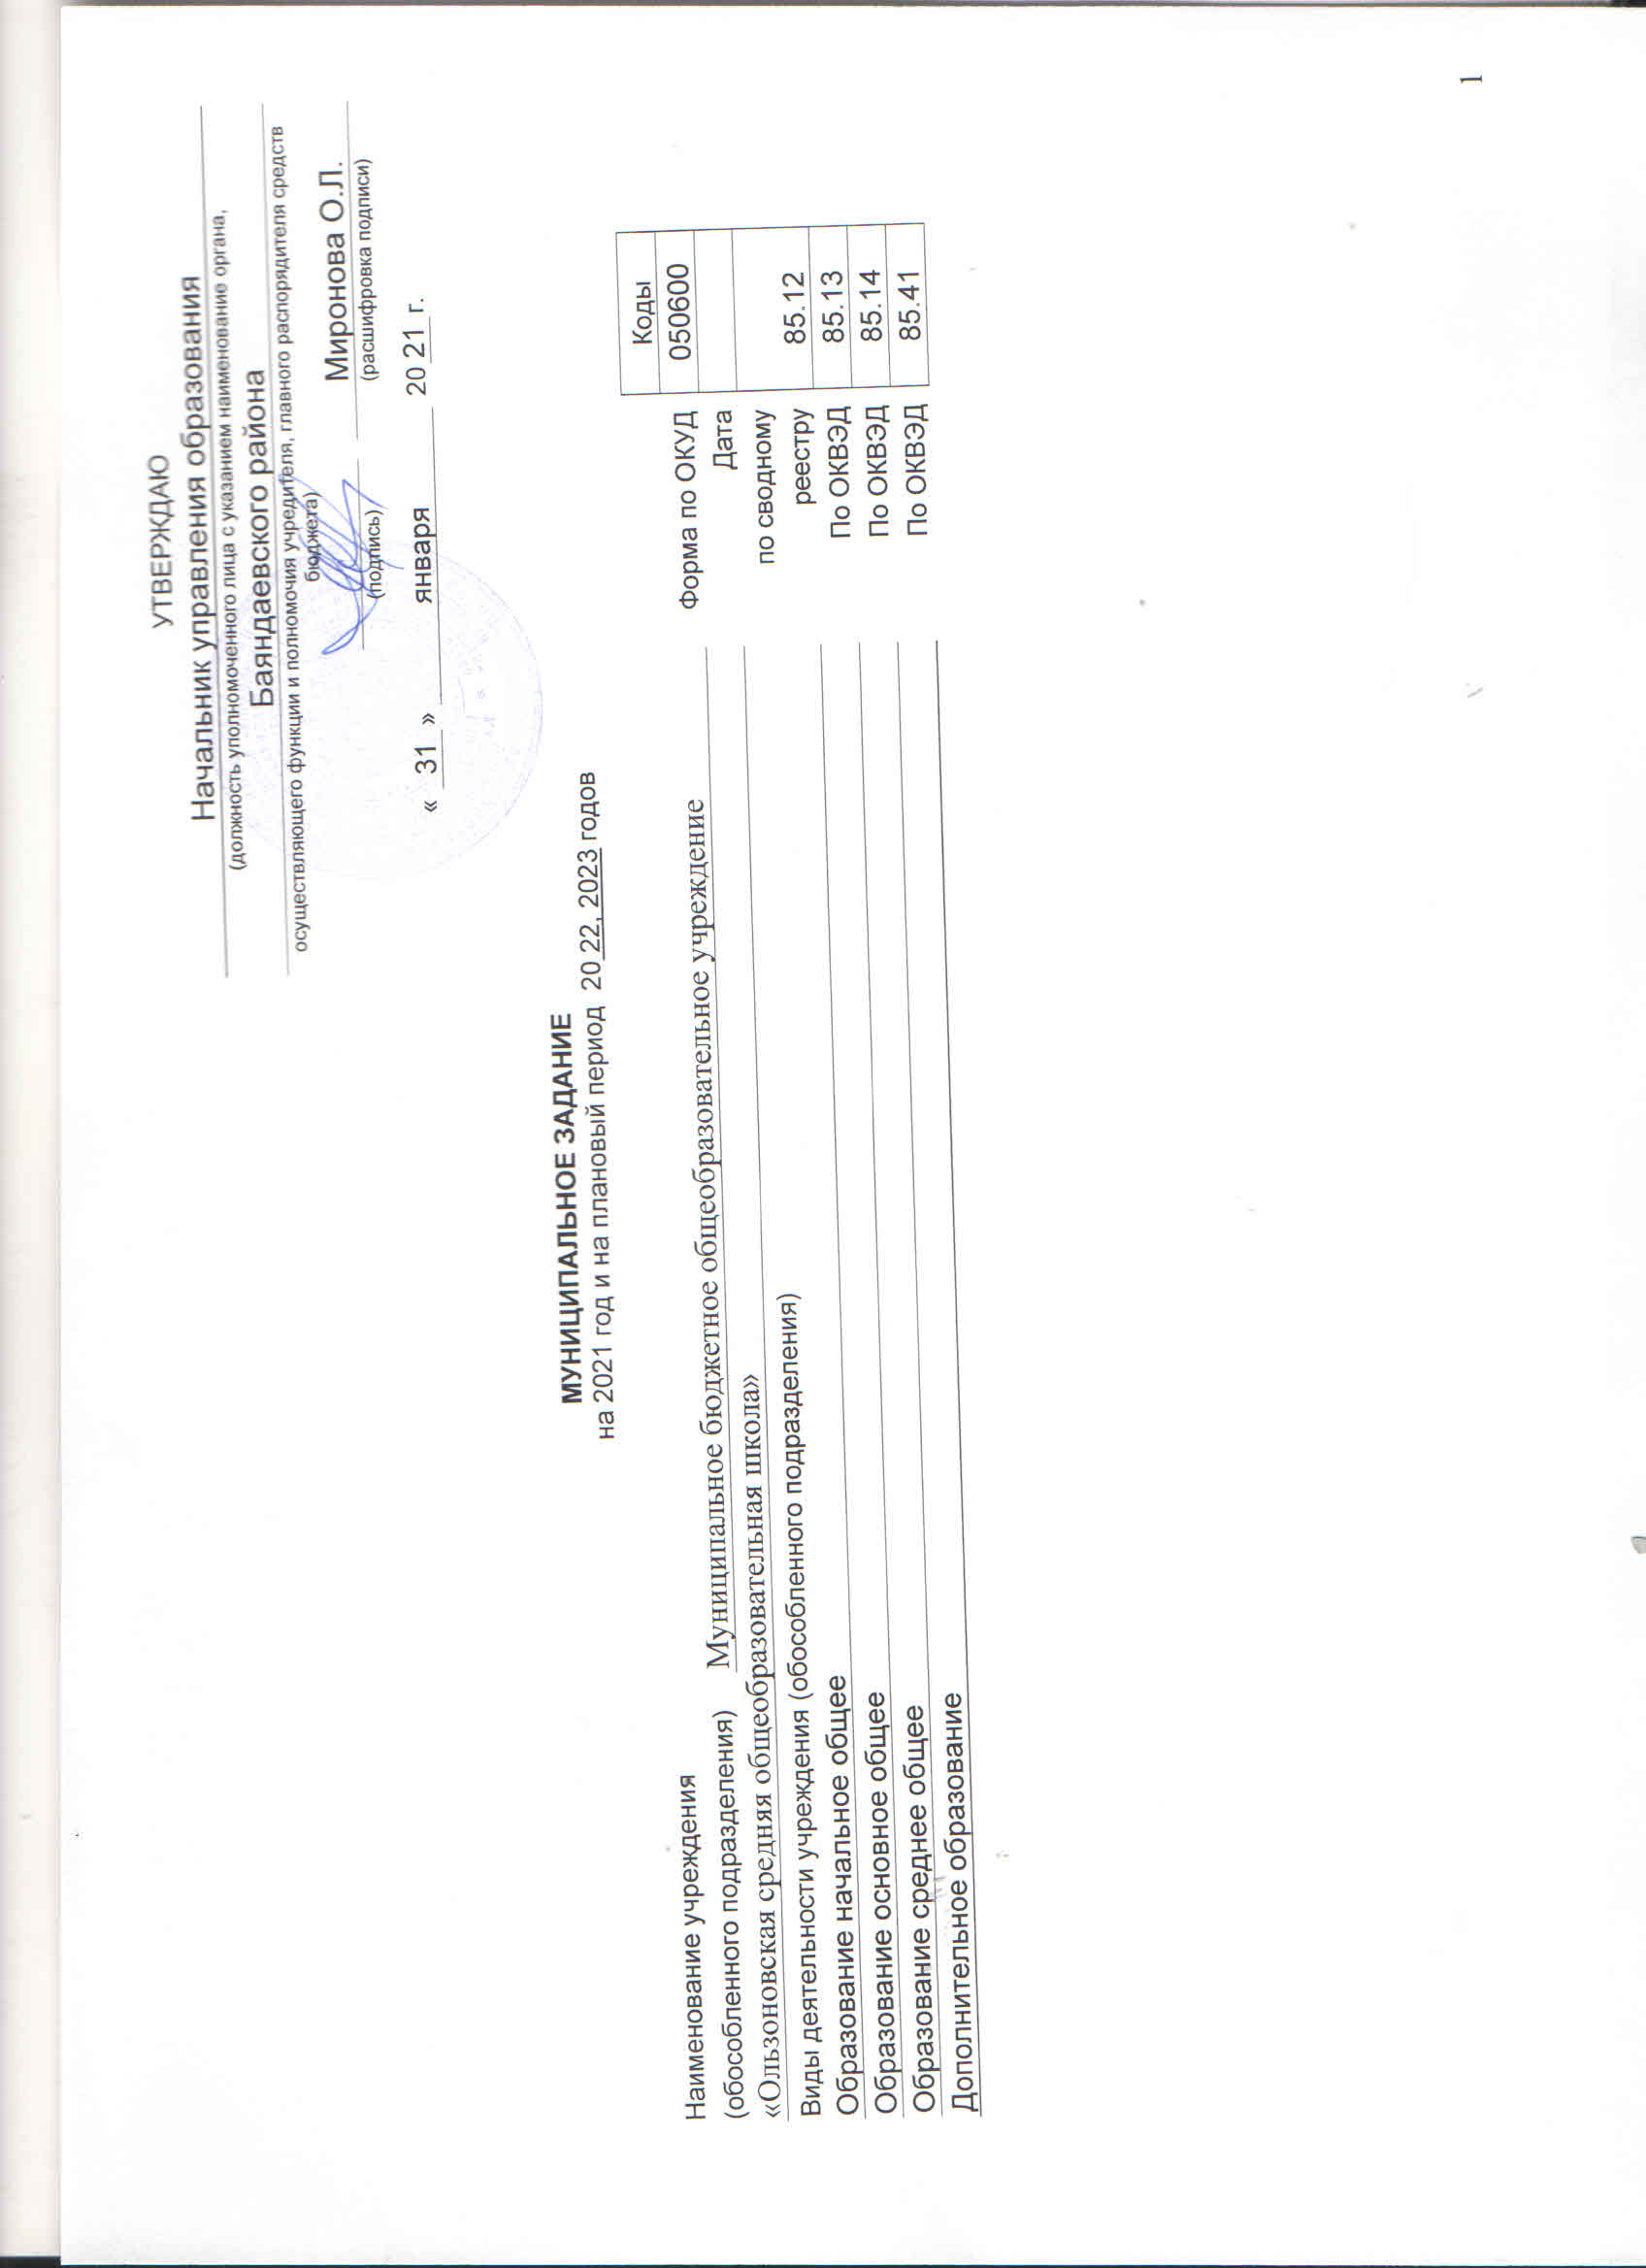 УТВЕРЖДАЮ
Начальник управления образования
(должность уполномоченного лица с указанием наименование органа,
Баяндаевского района
осуществляющего функции и полномочия учредителя, главного распорядителя средств
бюджета)
Миронова О.Л.
(подпись) (расшифровка подписи)
« 31 » января 20 21 г.
МУНИЦИПАЛЬНОЕ ЗАДАНИЕ
на 2021 год и на плановый период 20 22, 2023 годов
Коды
Наименование учреждения Форма по ОКУД 050600
(обособленного подразделения) Муниципальное бюджетное общеобразовательное учреждение Дата
«Ользоновская средняя общеобразовательная школа» по сводному
Виды деятельности учреждения (обособленного подразделения) реестру 85.12
Образование начальное общее По ОКВЭД 85.13
Образование основное общее По ОКВЭД 85.14
Образование среднее общее По ОКВЭД 85.41
Дополнительное образование
1